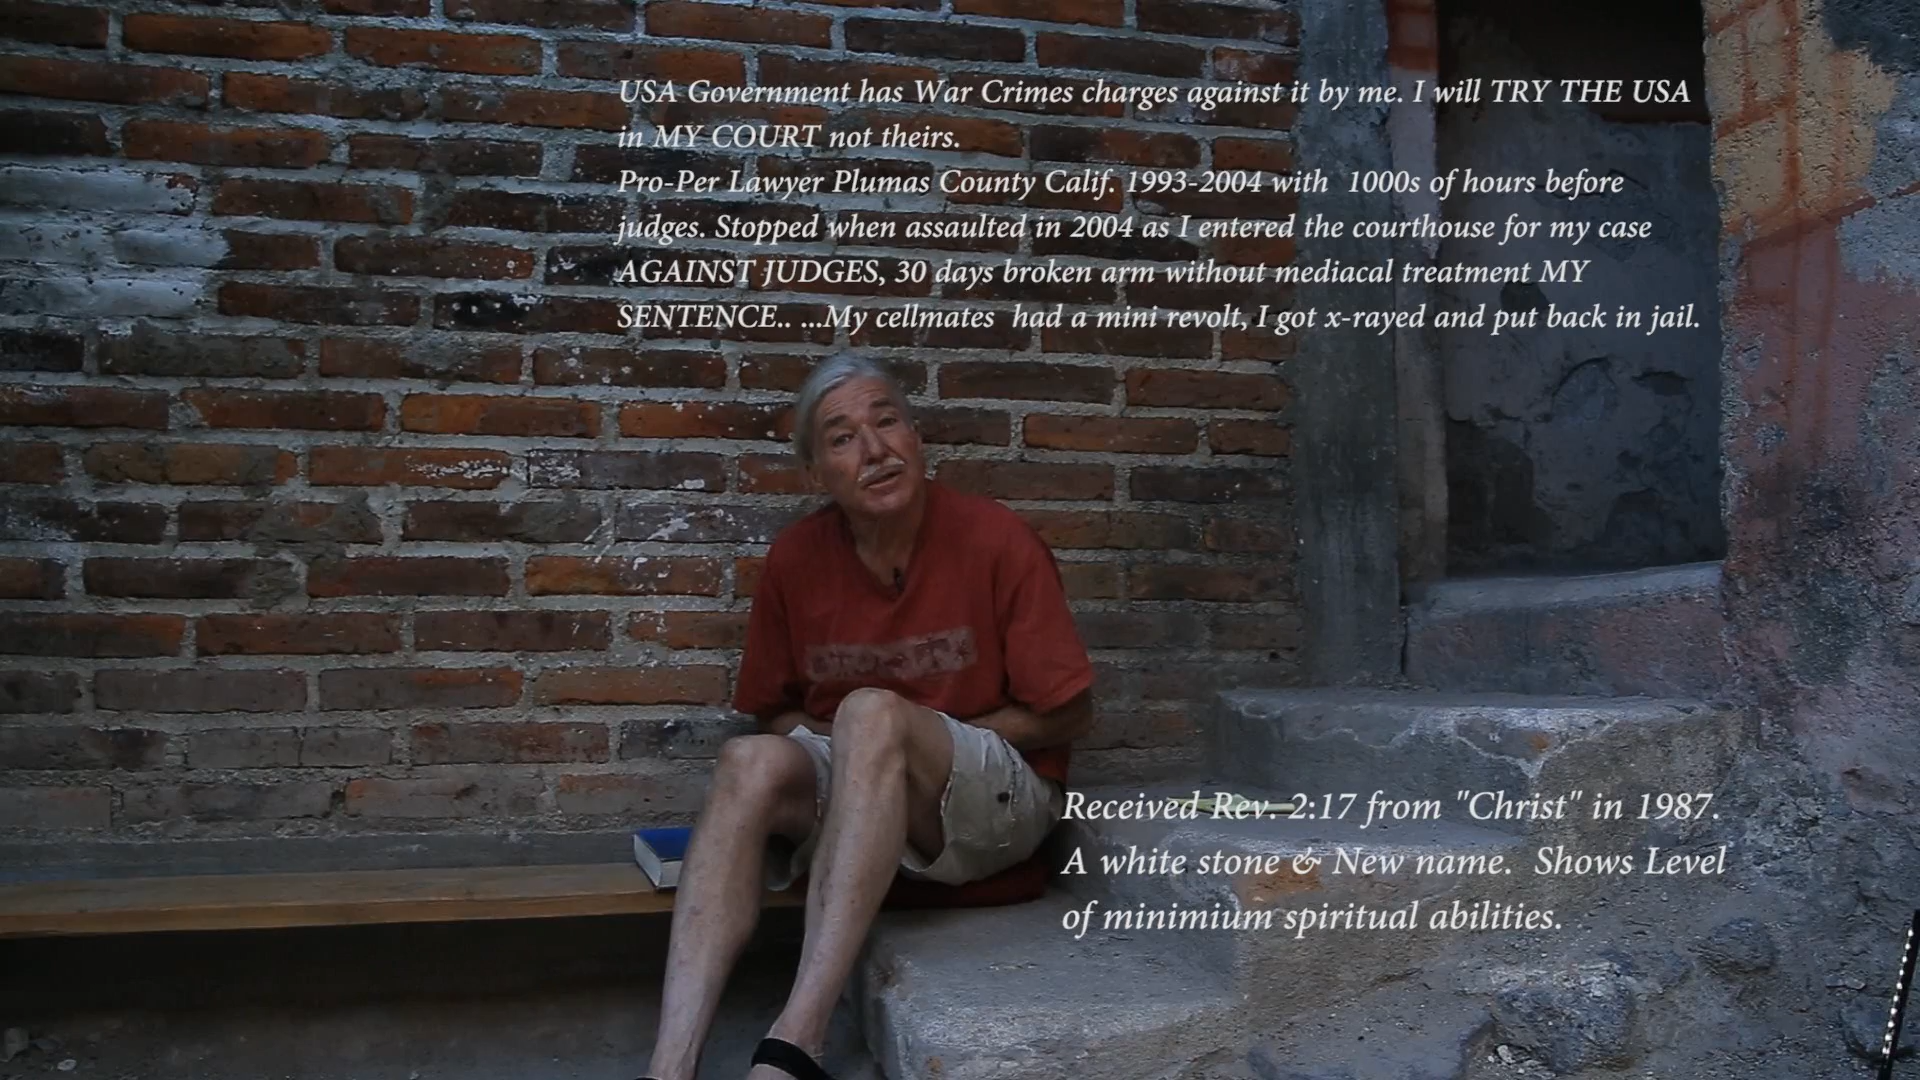 USA Government has War Crimes charges against it by me. I will TRY THE USA
in MY COURT not theirs.
Pro-Per Lawyer Plumas County Calif. 1993-2004 with 1000s of hours before
judges. Stopped when assaulted in 2004 as I entered the courthouse for my case
AGAINST JUDGES, 30 days broken arm without mediacal treatment MY
SENTENCE.. ...My cellmates had a mini revolt, I got x-rayed and put back in jail.
Received Rev. 2:17 from "Christ" in 1987.
A white stone & New name. Shows Level
of minimium spiritual abilities.